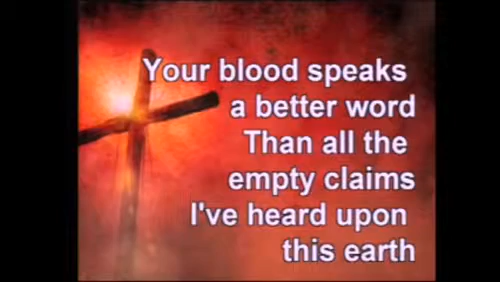 Your blood speaks
a better word
Than all the
empty claims
I've heard upon
this earth